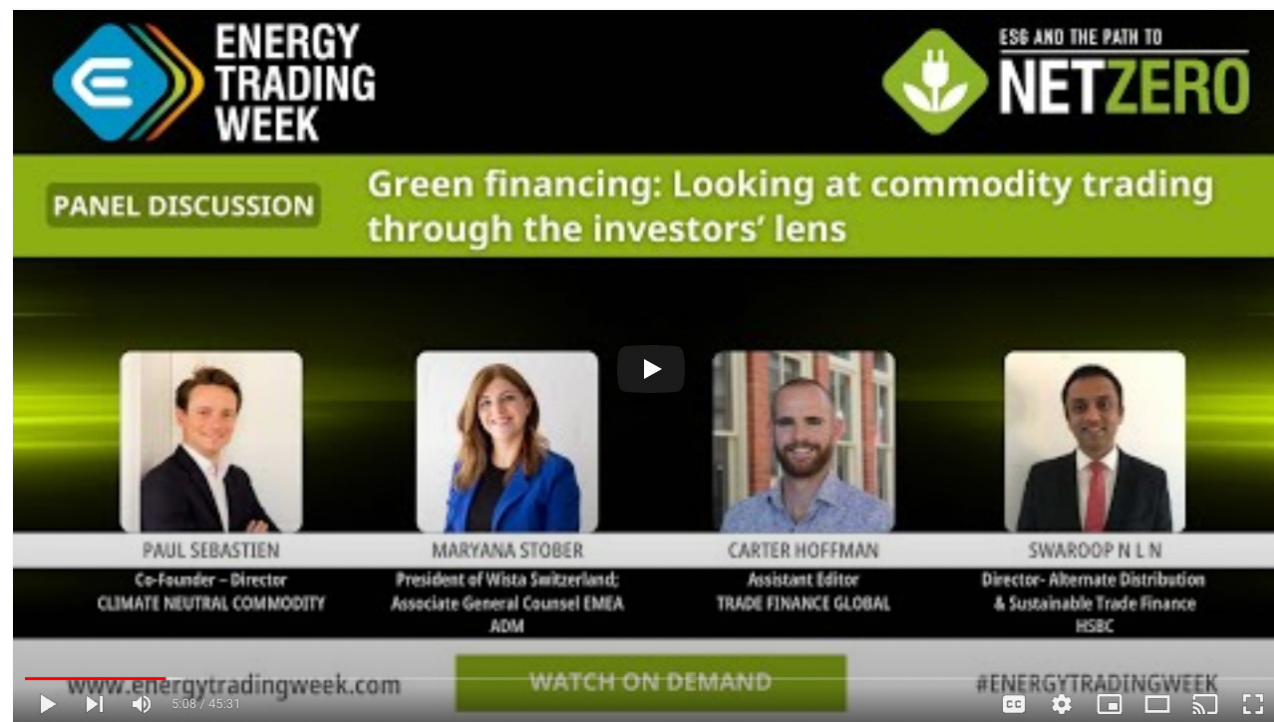 ENERGY
TRADING
WEEK
ESG AND THE PATH TO
NETZERO
PANEL DISCUSSION
Green financing: Looking at commodity trading
through the investors’ lens
PAUL SEBASTIEN
Co-Founder – Director
CLIMATE NEUTRAL COMMODITY
MARYANA STOBER
President of Wista Switzerland;
Associate General Counsel EMEA
ADM
CARTER HOFFMAN
Assistant Editor
TRADE FINANCE GLOBAL
SWAROOP N L N
Director- Alternate Distribution
& Sustainable Trade Finance
HSBC
www.energytradingweek.com
WATCH ON DEMAND
#ENERGYTRADINGWEEK
5:08 / 45:31
CC